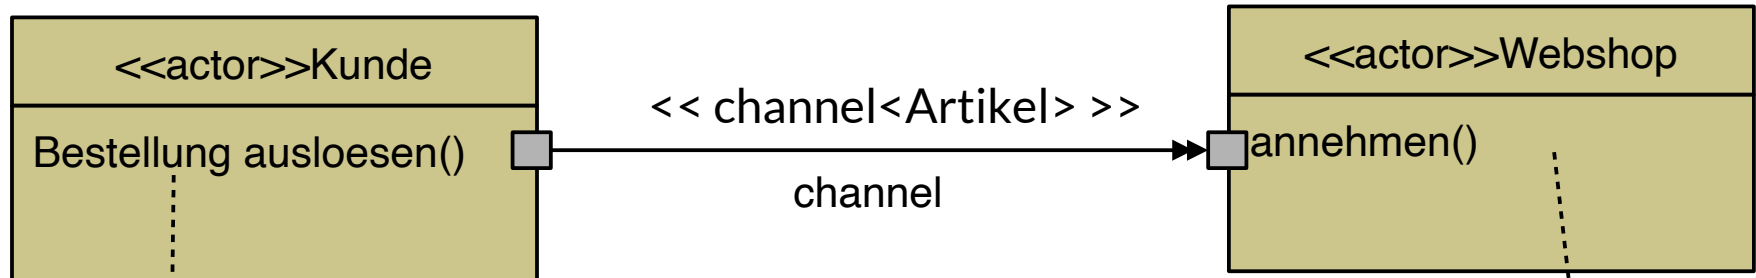 <<actor>>Kunde
Bestellung ausloesen()
<< channel<Artikel> >>
channel
<<actor>>Webshop
annehmen()